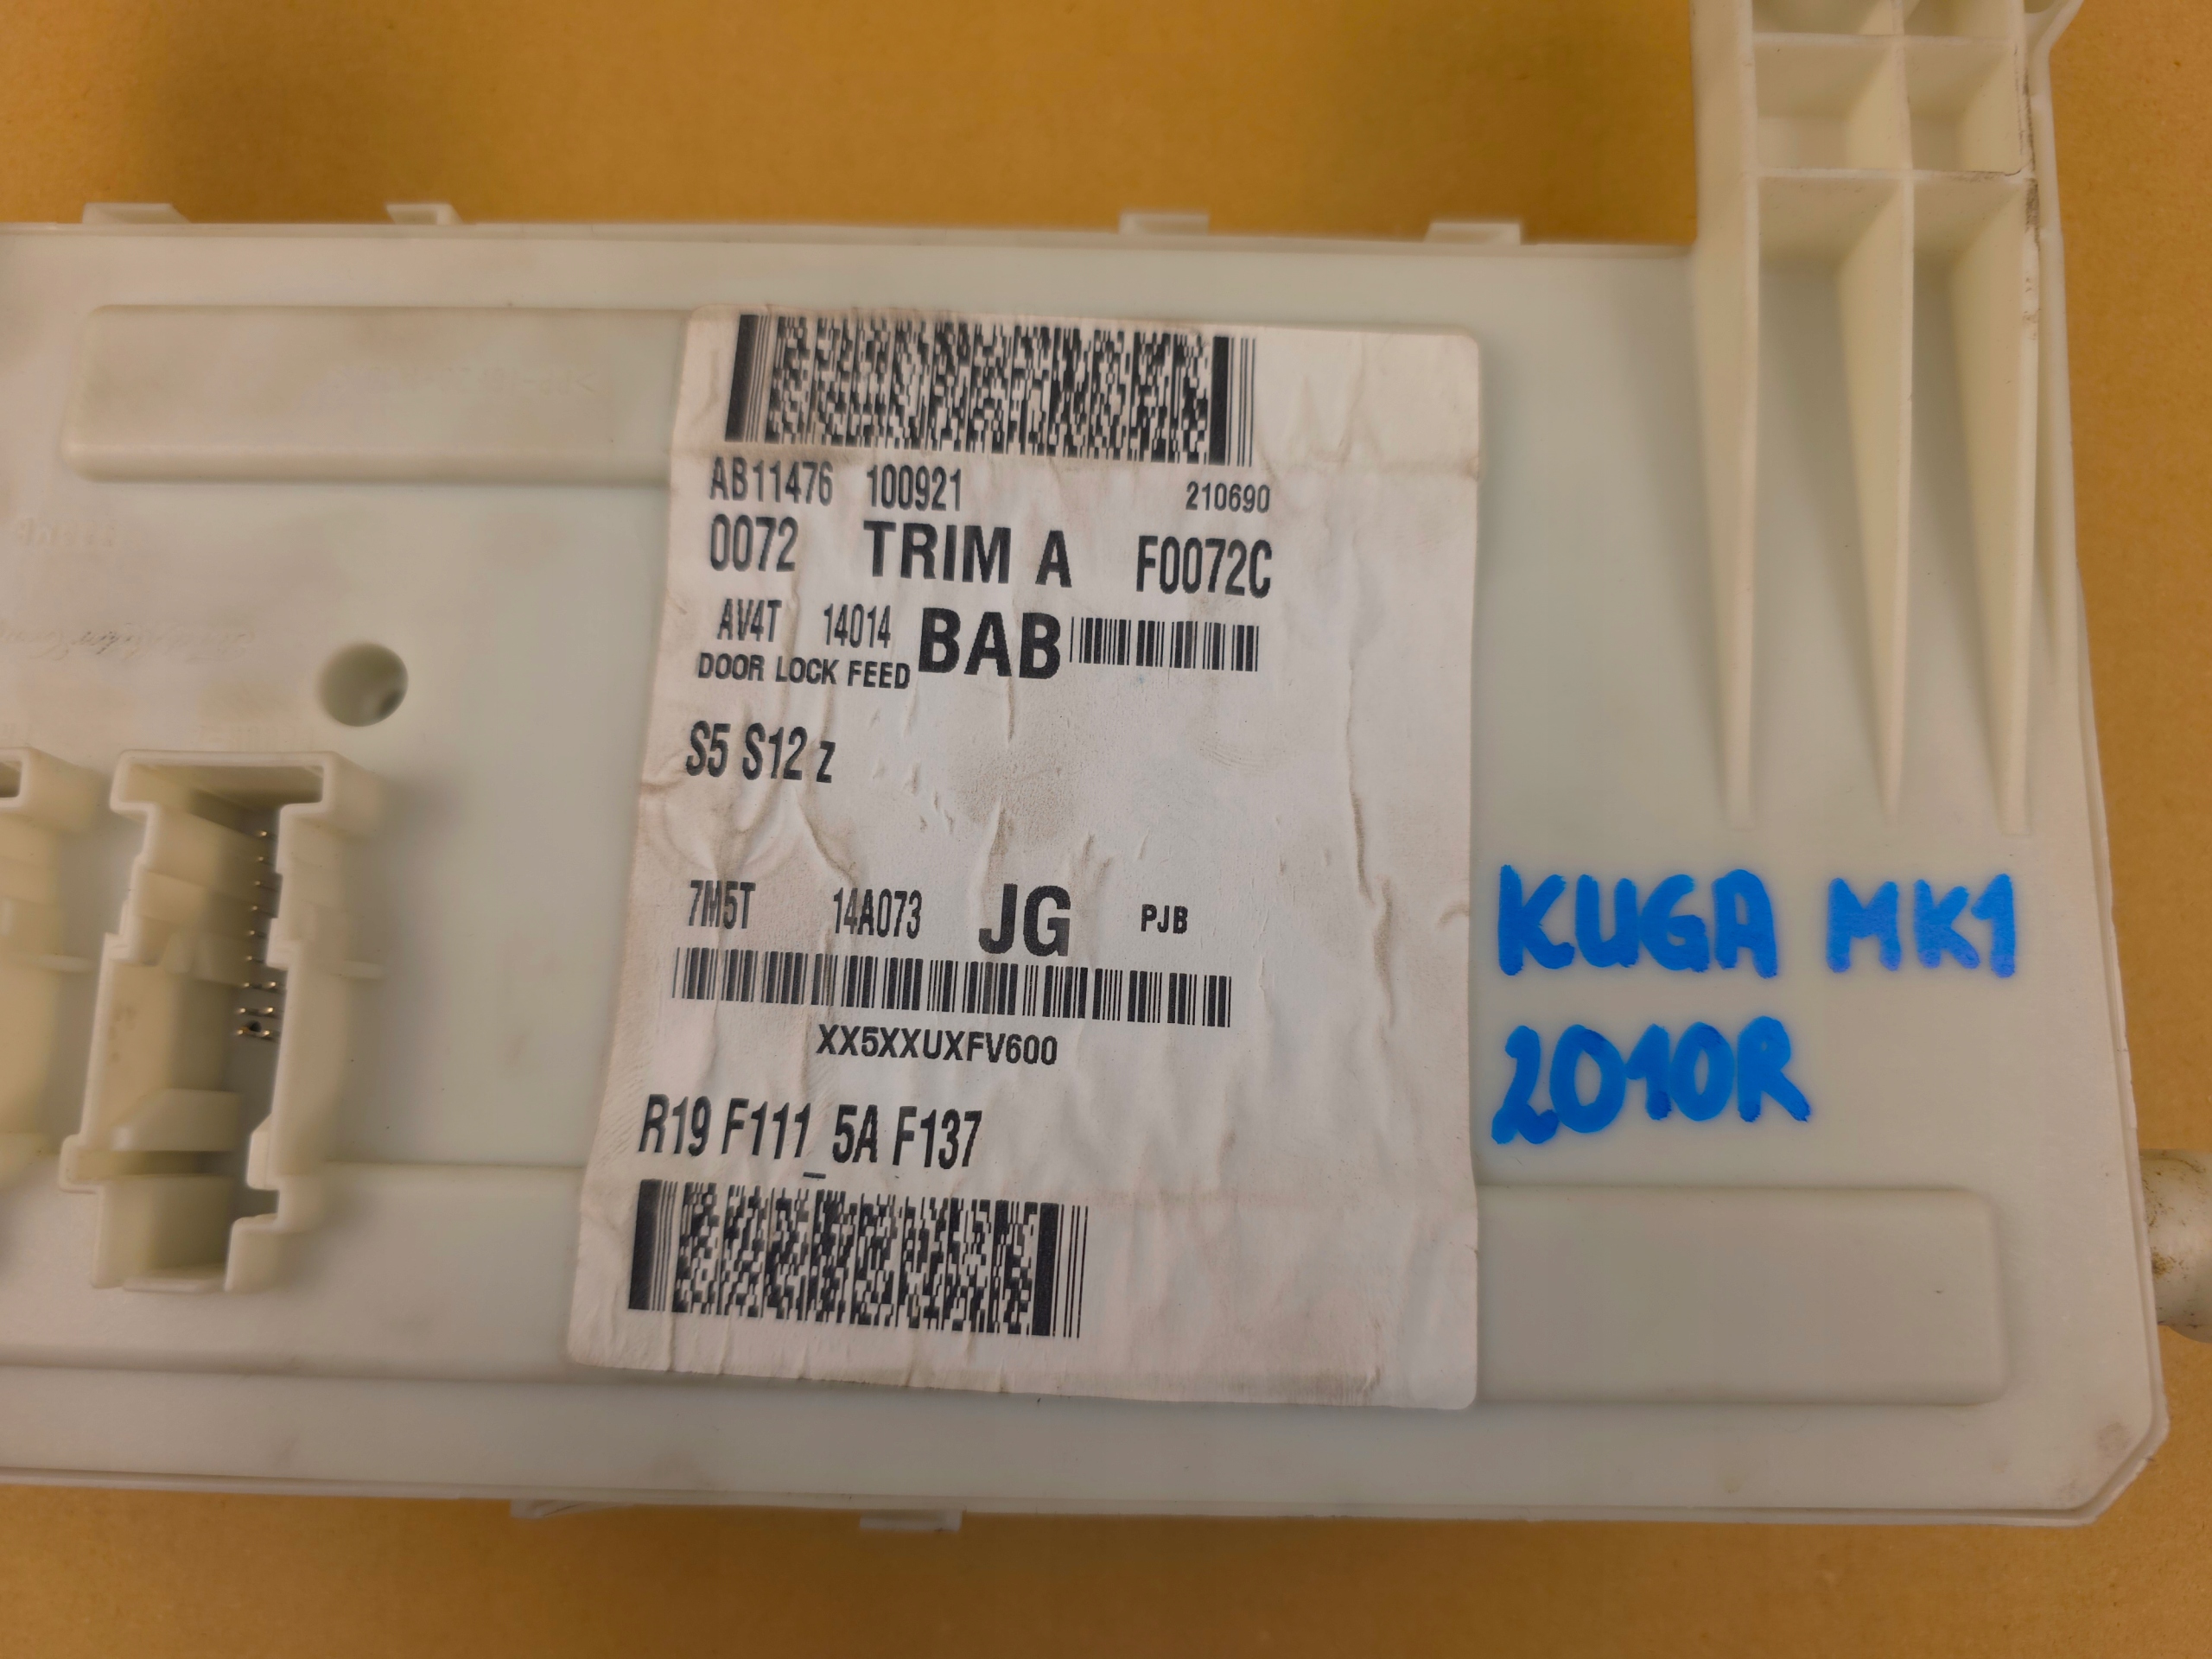 AB11476 100921 210690
0072 TRIM A F0072C
AV4T 14014 BAB
DOOR LOCK FEED
S5 S12 z
7M5T 14A073 JG PJB
XX5XXUXFV600
R19 F111_5A F137
KUGA MK1
2010R